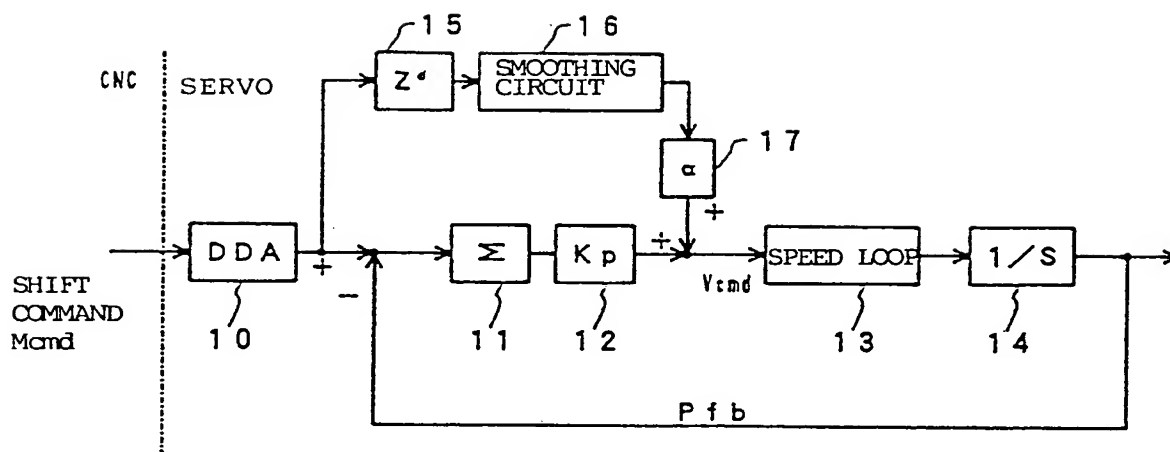 15
16
CNC
SERVO
Zᵈ
SMOOTHING
CIRCUIT
17
α
+
DDA
+
−
Σ
Kp
+
Vcmd
SPEED LOOP
1/S
SHIFT
COMMAND
Mcmd
10
11
12
13
14
Pfb